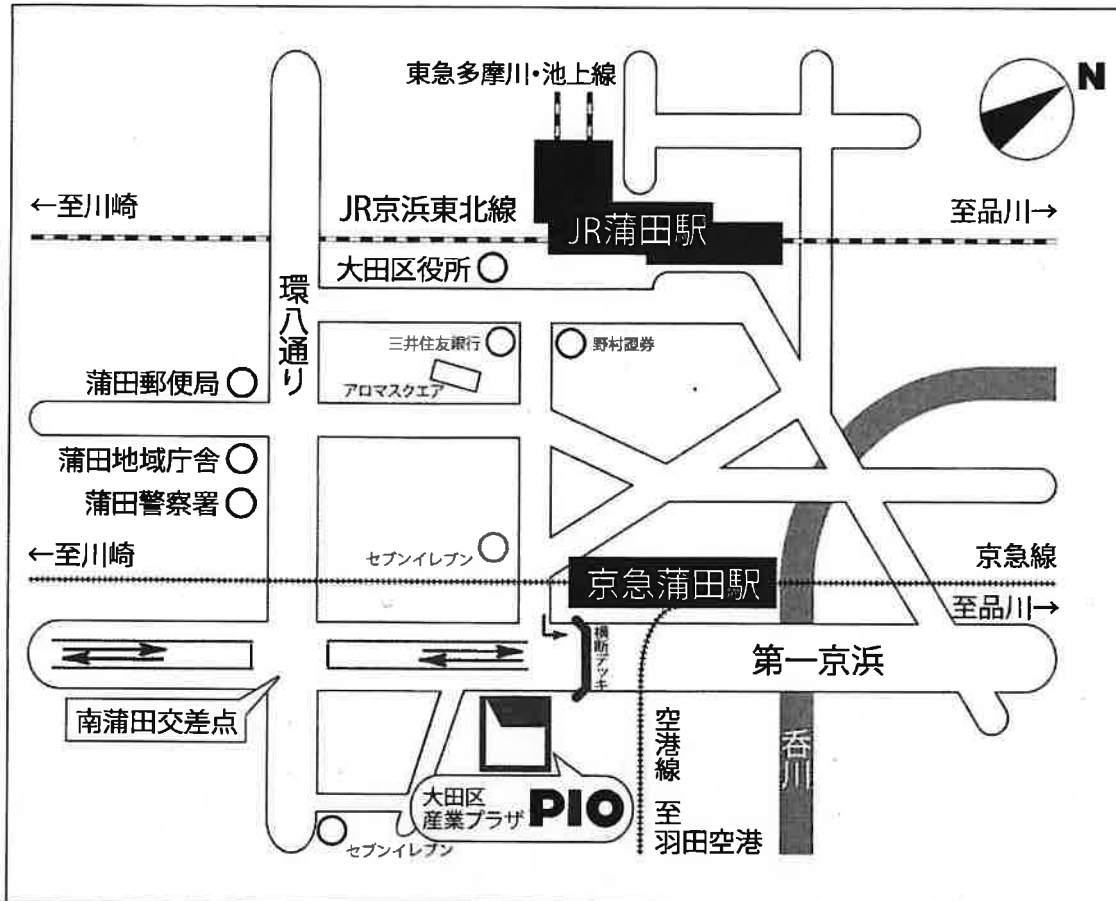 東急多摩川・池上線
N
←至川崎
JR京浜東北線
JR蒲田駅
至品川→
大田区役所
環八通り
三井住友銀行
野村證券
アロマスクエア
蒲田郵便局
蒲田地域庁舎
蒲田警察署
←至川崎
セブンイレブン
京急蒲田駅
京急線
至品川→
横断デッキ
第一京浜
南蒲田交差点
空港線 至
羽田空港
呑川
大田区
産業プラザ PIO
セブンイレブン